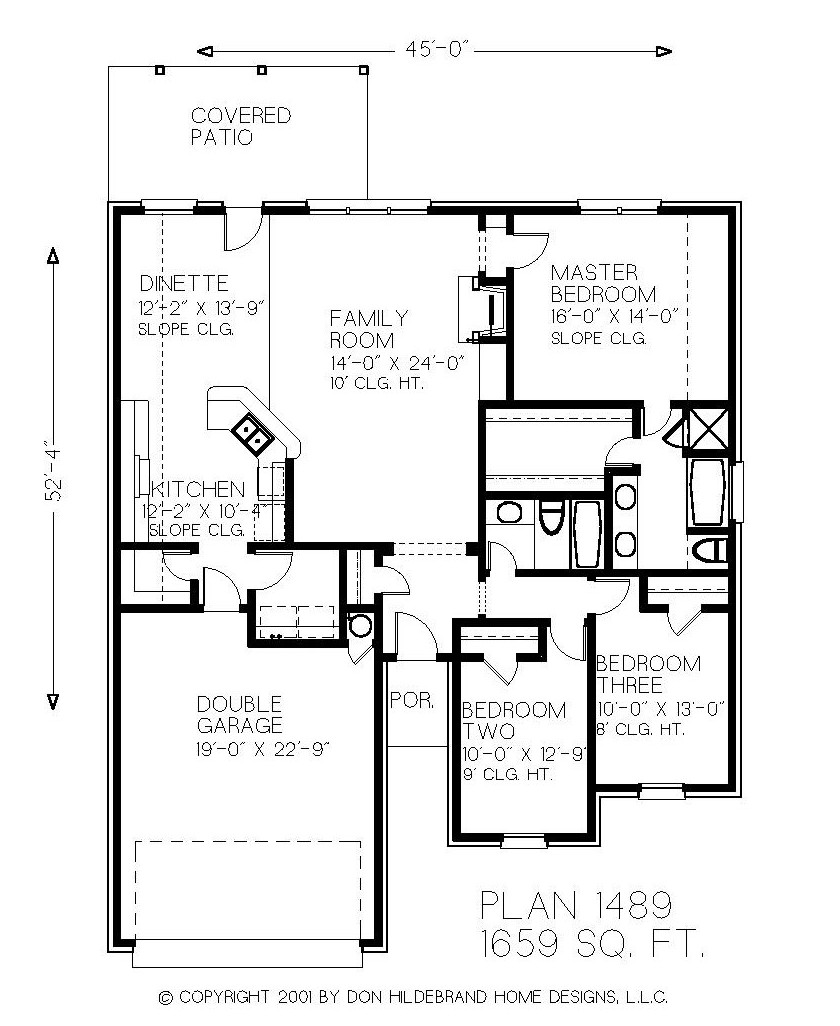 45'-0"
COVERED
PATIO
DINETTE
12'-2" X 13'-9"
SLOPE CLG.
FAMILY
ROOM
14'-0" X 24'-0"
10' CLG. HT.
MASTER
BEDROOM
16'-0" X 14'-0"
SLOPE CLG.
52'-4"
KITCHEN
12'-2" X 10'-4"
SLOPE CLG.
DOUBLE
GARAGE
19'-0" X 22'-9"
POR.
BEDROOM
TWO
10'-0" X 12'-9"
9' CLG. HT.
BEDROOM
THREE
10'-0" X 13'-0"
8' CLG. HT.
PLAN 1489
1659 SQ. FT.
© COPYRIGHT 2001 BY DON HILDEBRAND HOME DESIGNS, L.L.C.